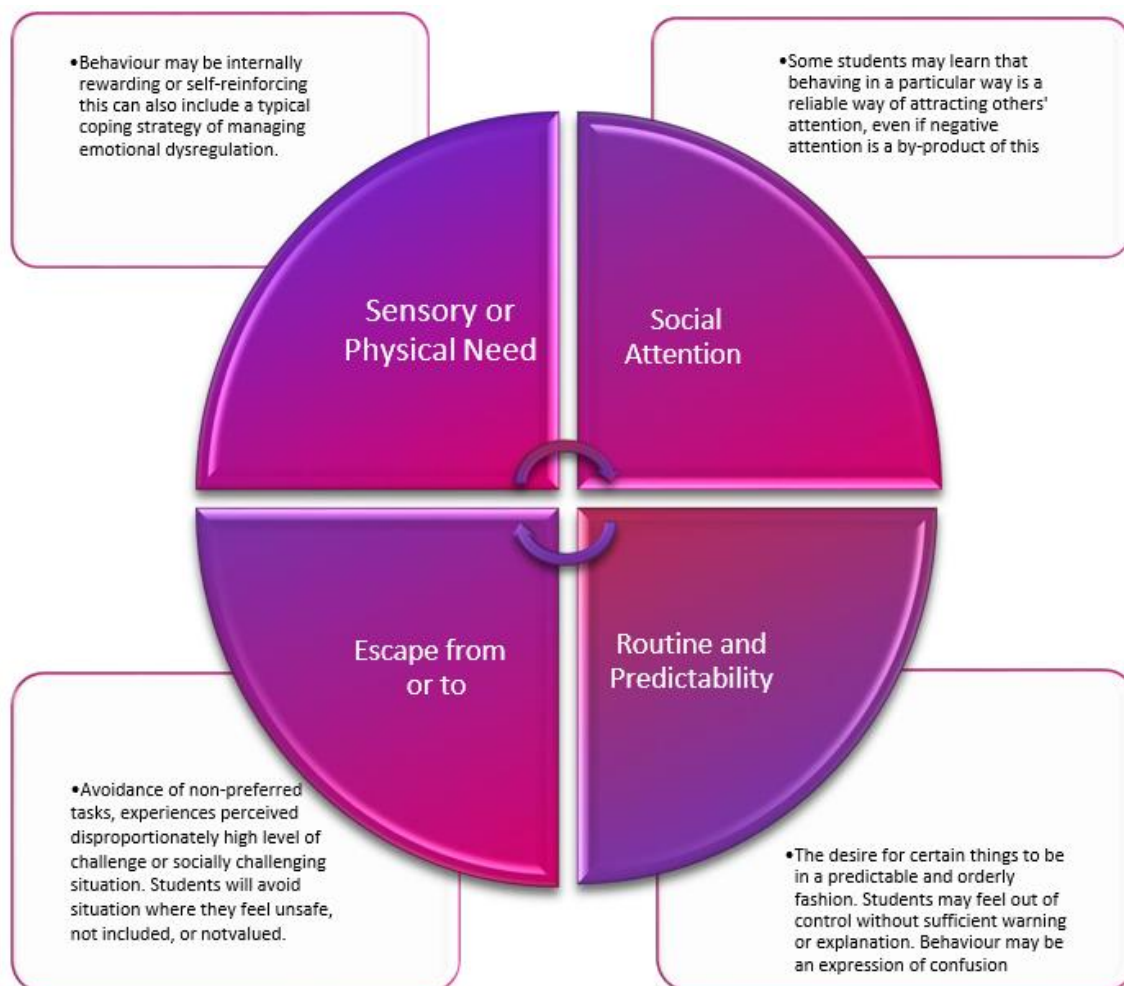 •Behaviour may be internally
rewarding or self-reinforcing
this can also include a typical
coping strategy of managing
emotional dysregulation.
•Some students may learn that
behaving in a particular way is a
reliable way of attracting others'
attention, even if negative
attention is a by-product of this
Sensory or
Physical Need
Social
Attention
Escape from
or to
Routine and
Predictability
•Avoidance of non-preferred
tasks, experiences perceived
disproportionately high level of
challenge or socially challenging
situation. Students will avoid
situation where they feel unsafe,
not included, or notvalued.
•The desire for certain things to be
in a predictable and orderly
fashion. Students may feel out of
control without sufficient warning
or explanation. Behaviour may be
an expression of confusion